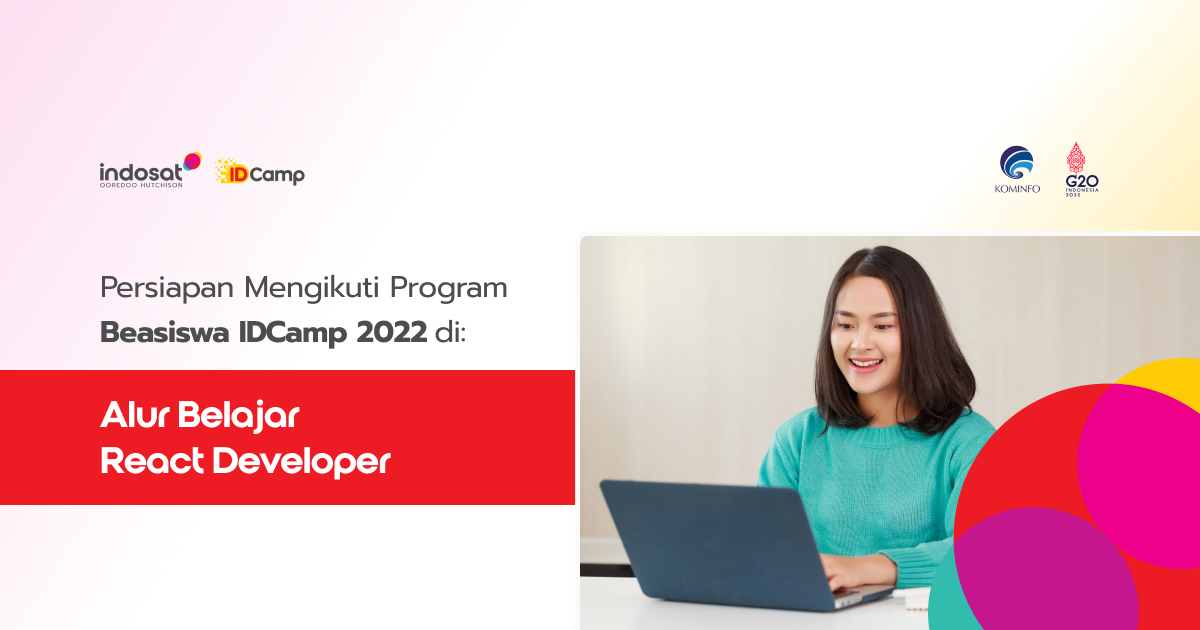 indosat
OOREDOO HUTCHISON
IDCamp
KOMINFO
G20
INDONESIA
2022
Persiapan Mengikuti Program
Beasiswa IDCamp 2022 di:
Alur Belajar
React Developer